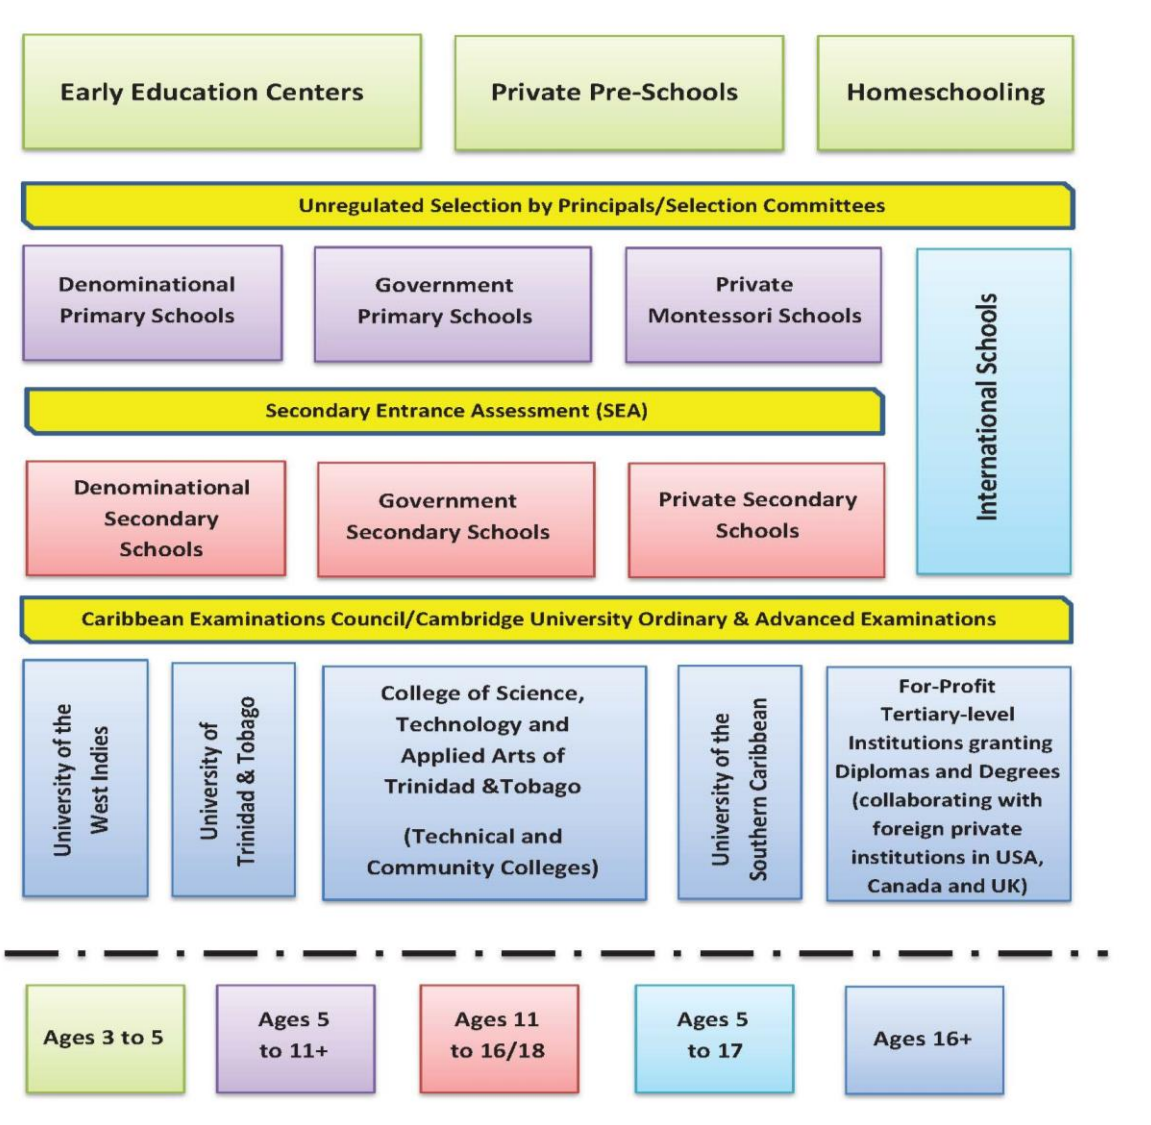 Early Education Centers
Private Pre-Schools
Homeschooling
Unregulated Selection by Principals/Selection Committees
Denominational
Primary Schools
Government
Primary Schools
Private
Montessori Schools
International Schools
Secondary Entrance Assessment (SEA)
Denominational
Secondary
Schools
Government
Secondary Schools
Private Secondary
Schools
Caribbean Examinations Council/Cambridge University Ordinary & Advanced Examinations
University of the
West Indies
University of
Trinidad & Tobago
College of Science,
Technology and
Applied Arts of
Trinidad &Tobago
(Technical and
Community Colleges)
University of the
Southern Caribbean
For-Profit
Tertiary-level
Institutions granting
Diplomas and Degrees
(collaborating with
foreign private
institutions in USA,
Canada and UK)
Ages 3 to 5
Ages 5
to 11+
Ages 11
to 16/18
Ages 5
to 17
Ages 16+